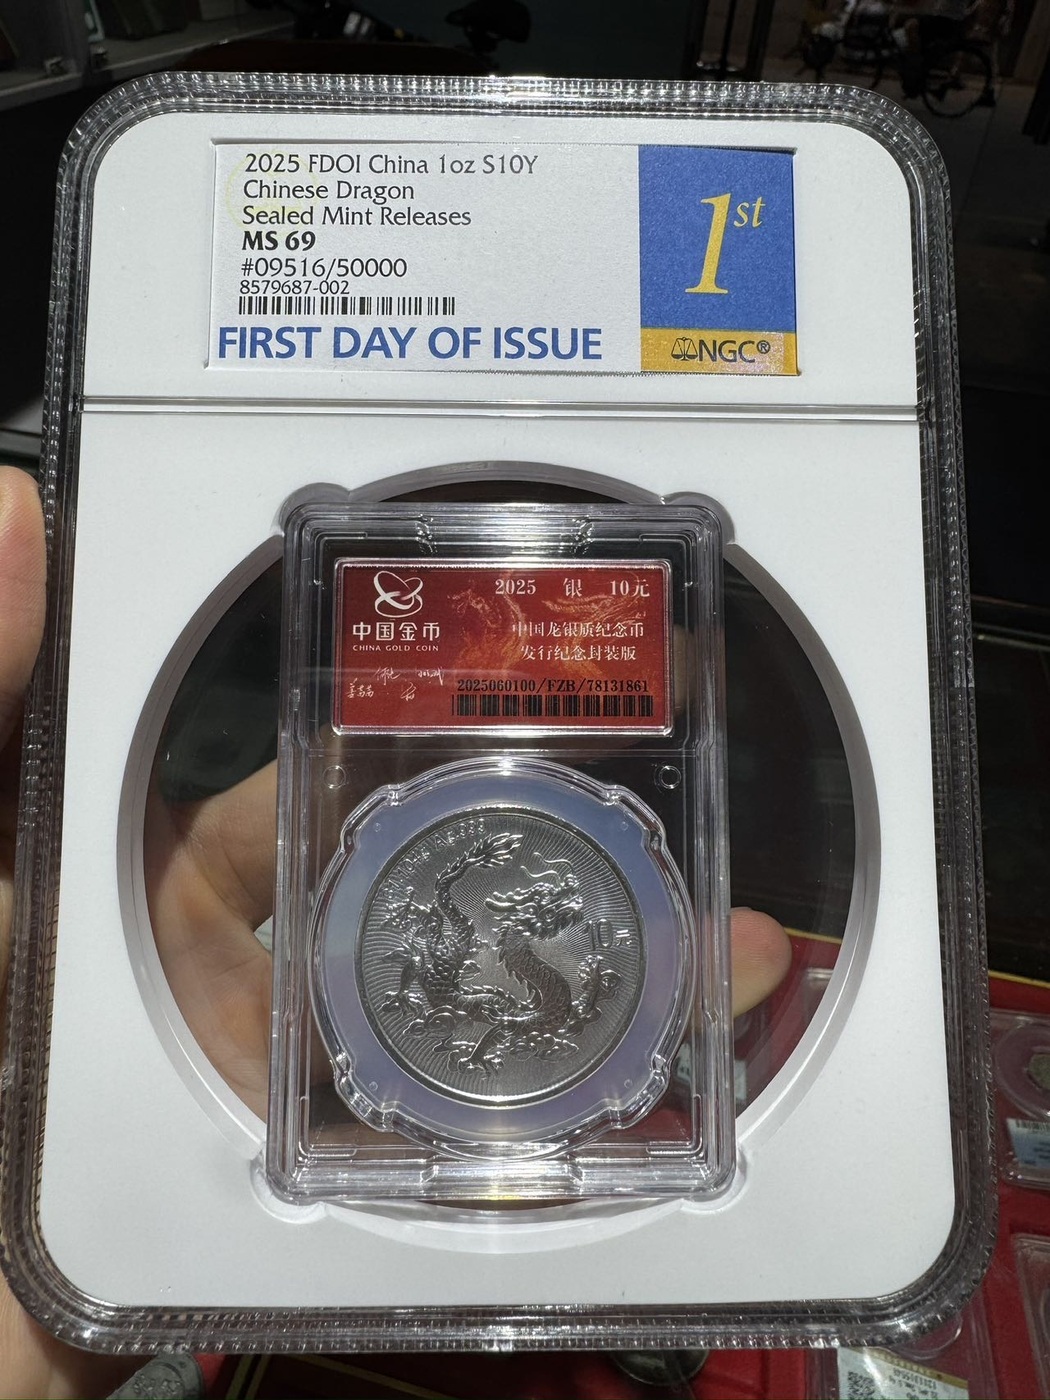 2025 FDOI China 1oz S10Y
Chinese Dragon
Sealed Mint Releases
MS 69
#09516/50000
8579687-002
FIRST DAY OF ISSUE
1st
NGC®
2025 银 10元
中国金币
CHINA GOLD COIN
中国龙银质纪念币
发行纪念封装版
2025060100/FZB/78131861
10元